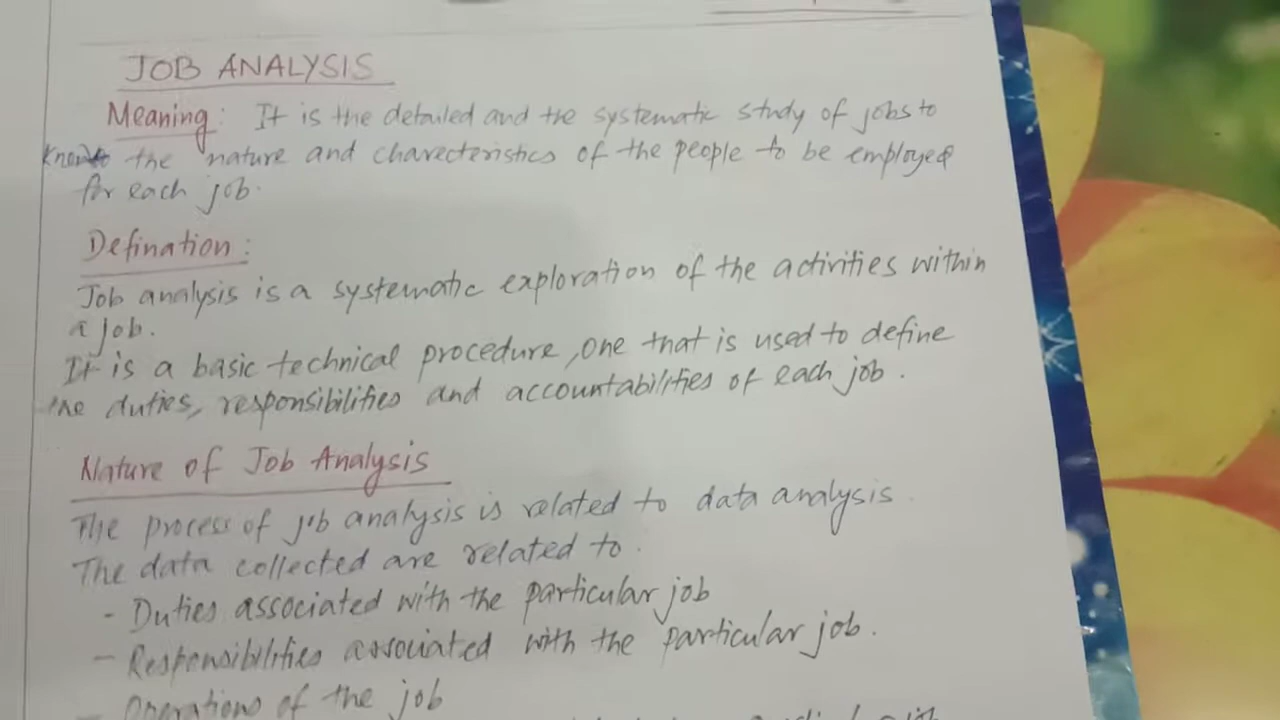 JOB ANALYSIS
Meaning: It is the detailed and the systematic study of jobs to
know the nature and charecteristics of the people to be employed
for each job.
Defination:
Job analysis is a systematic exploration of the activities within
a job.
It is a basic technical procedure, one that is used to define
the duties, responsibilities and accountabilities of each job.
Nature of Job Analysis
The process of job analysis is related to data analysis.
The data collected are related to.
- Duties associated with the particular job
- Responsibilities associated with the particular job.
- Operations of the job